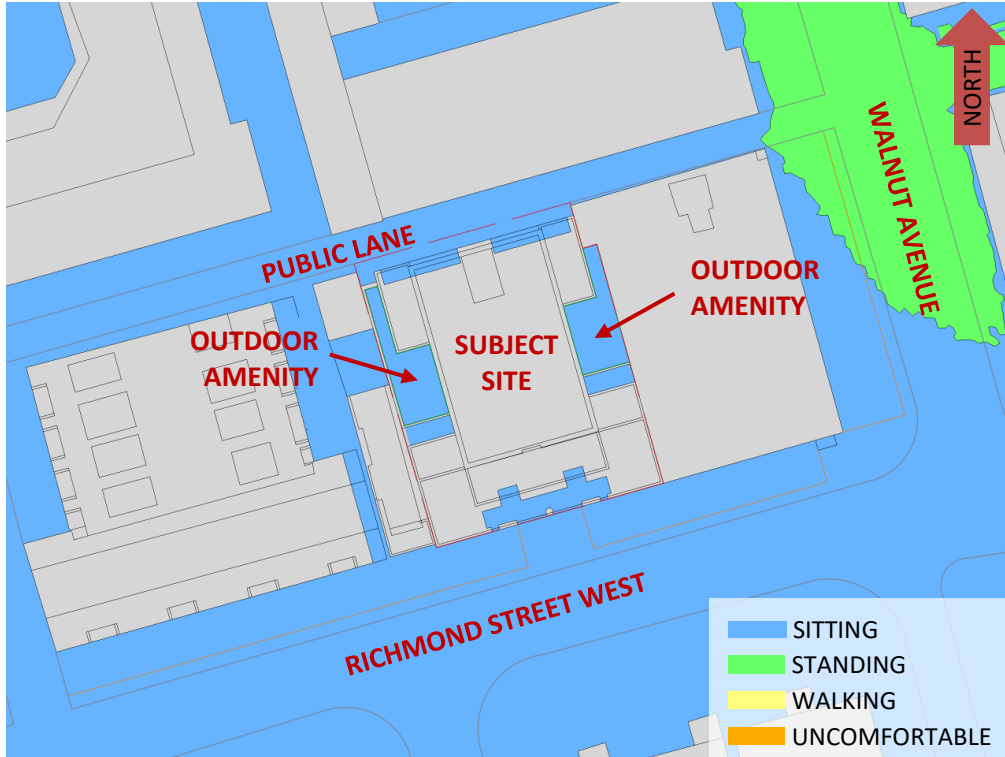 NORTH
WALNUT AVENUE
PUBLIC LANE
OUTDOOR
AMENITY
OUTDOOR
AMENITY
SUBJECT
SITE
RICHMOND STREET WEST
SITTING
STANDING
WALKING
UNCOMFORTABLE